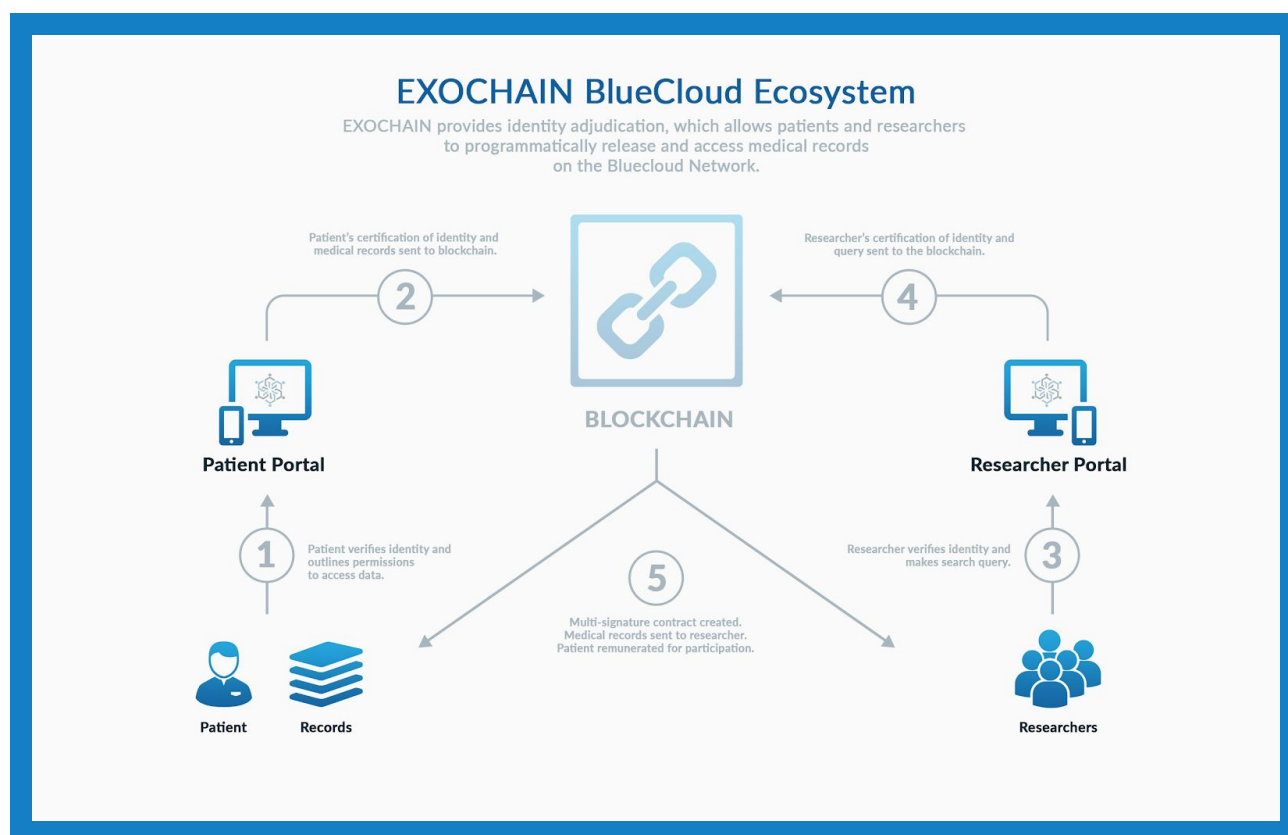 EXOCHAIN BlueCloud Ecosystem
EXOCHAIN provides identity adjudication, which allows patients and researchers
to programmatically release and access medical records
on the Bluecloud Network.
Patient's certification of identity and
medical records sent to blockchain.
2
Researcher's certification of identity and
query sent to the blockchain.
4
BLOCKCHAIN
Patient Portal
Researcher Portal
1
Patient verifies identity and
outlines permissions
to access data.
5
Multi-signature contract created.
Medical records sent to researcher.
Patient remunerated for participation.
Researcher verifies identity and
makes search query.
3
Patient
Records
Researchers